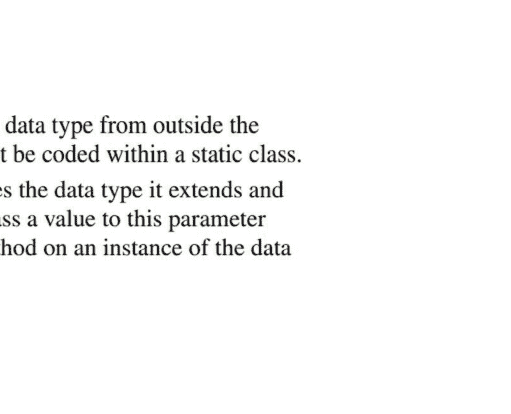 data type from outside the
t be coded within a static class.
es the data type it extends and
ss a value to this parameter
hod on an instance of the data